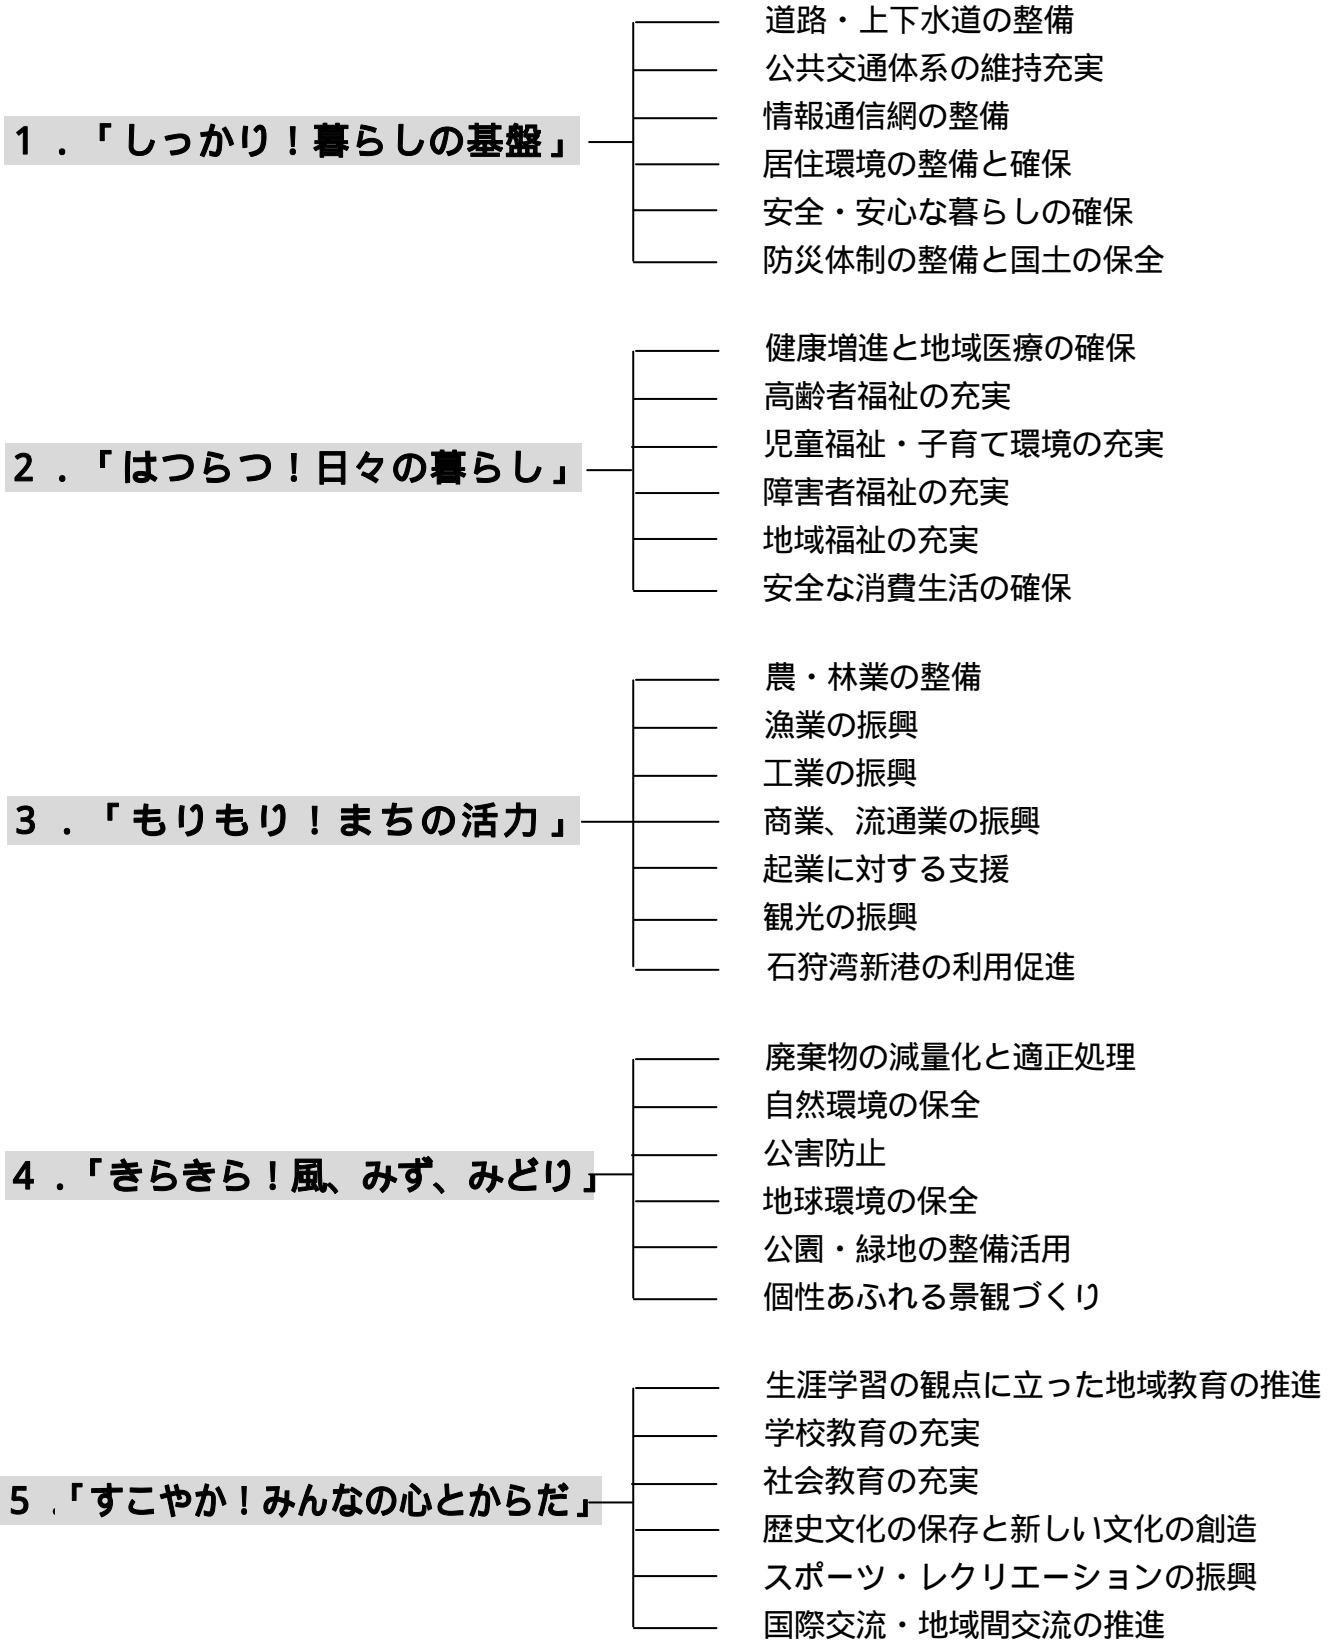 １．「しっかり！暮らしの基盤」
道路・上下水道の整備
公共交通体系の維持充実
情報通信網の整備
居住環境の整備と確保
安全・安心な暮らしの確保
防災体制の整備と国土の保全
２．「はつらつ！日々の暮らし」
健康増進と地域医療の確保
高齢者福祉の充実
児童福祉・子育て環境の充実
障害者福祉の充実
地域福祉の充実
安全な消費生活の確保
３．「もりもり！まちの活力」
農・林業の整備
漁業の振興
工業の振興
商業、流通業の振興
起業に対する支援
観光の振興
石狩湾新港の利用促進
４．「きらきら！風、みず、みどり」
廃棄物の減量化と適正処理
自然環境の保全
公害防止
地球環境の保全
公園・緑地の整備活用
個性あふれる景観づくり
５.「すこやか！みんなの心とからだ」
生涯学習の観点に立った地域教育の推進
学校教育の充実
社会教育の充実
歴史文化の保存と新しい文化の創造
スポーツ・レクリエーションの振興
国際交流・地域間交流の推進